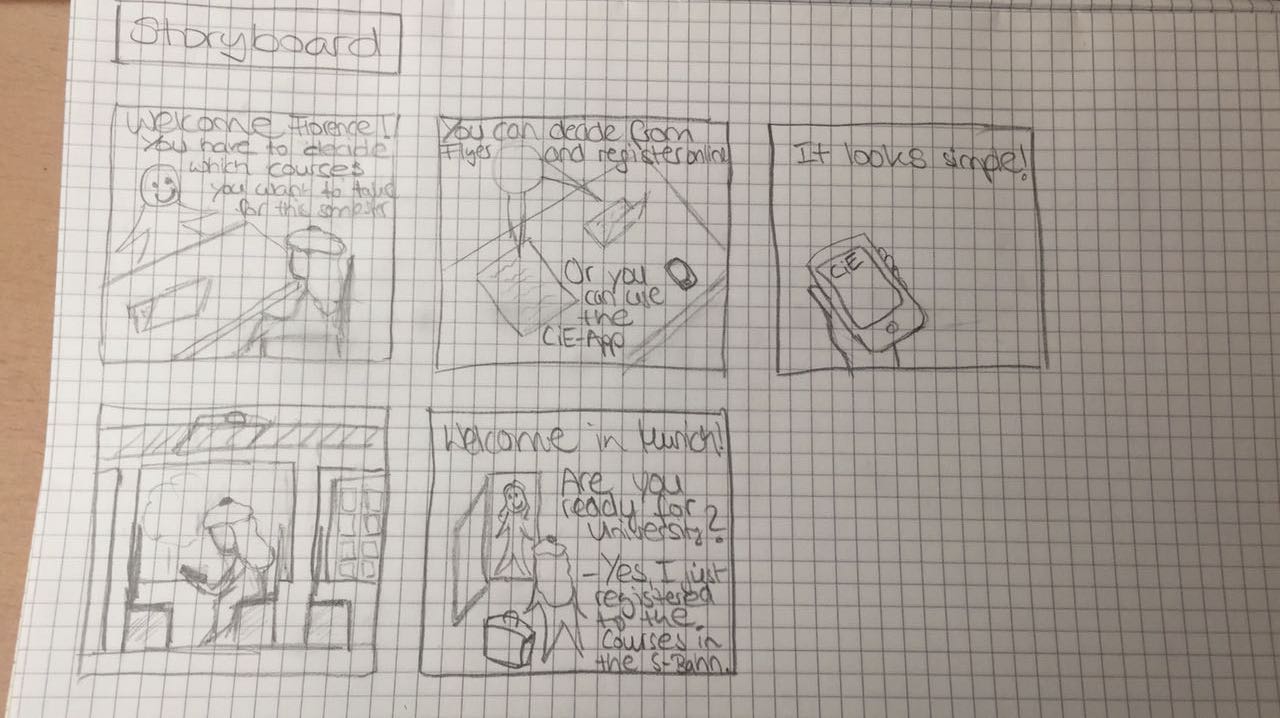 Storyboard
Welcome Florence!
You have to decide
which courses
you want to take
for this semester
You can decide from
Flyes and register online
Or you
can use
the
CiE-App
It looks simple!
CiE
Welcome in Munich!
Are you
ready for
University?
- Yes, I just
registered
to the
courses in
the S-Bahn.